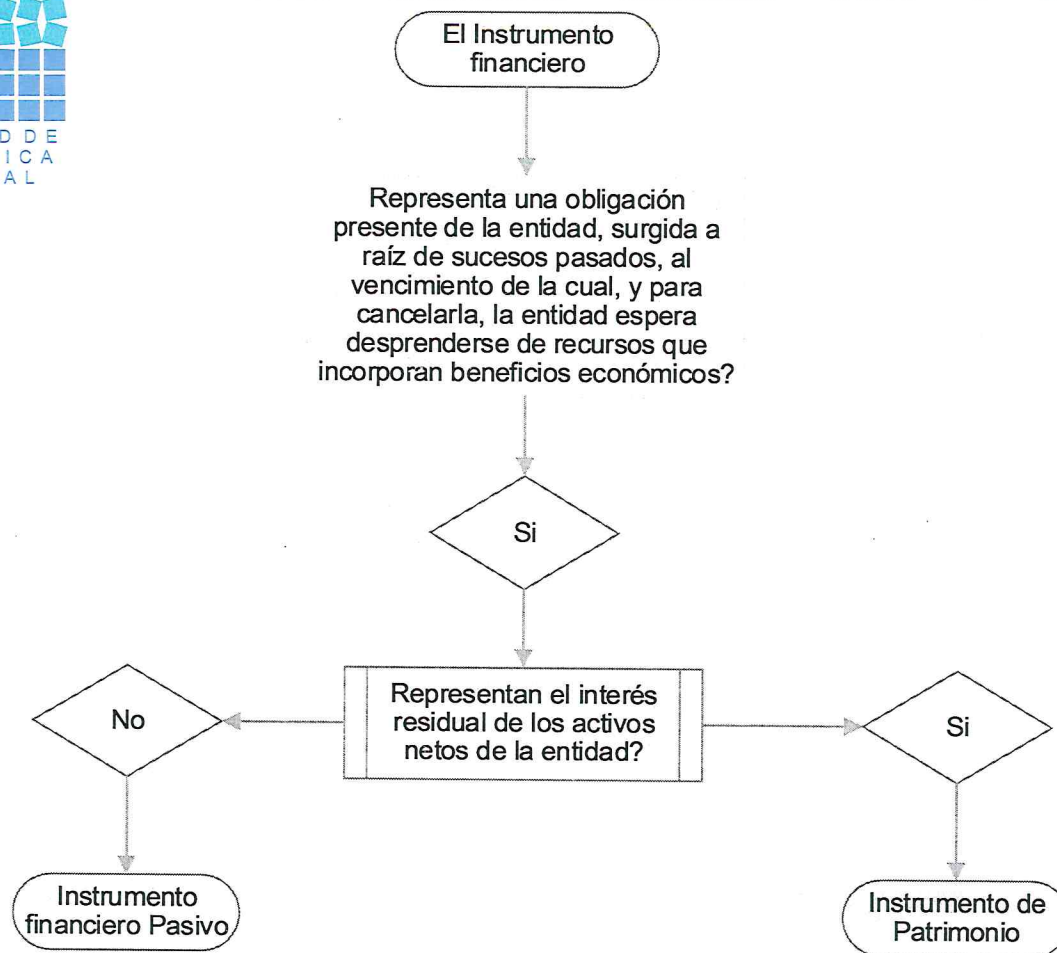 D D E
I C A
A L
El Instrumento
financiero
Representa una obligación
presente de la entidad, surgida a
raíz de sucesos pasados, al
vencimiento de la cual, y para
cancelarla, la entidad espera
desprenderse de recursos que
incorporan beneficios económicos?
Si
Representan el interés
residual de los activos
netos de la entidad?
No
Si
Instrumento
financiero Pasivo
Instrumento de
Patrimonio